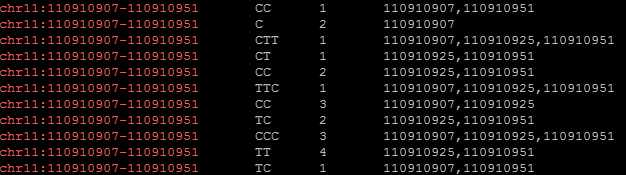 chr11:110910907-110910951 CC 1 110910907,110910951
chr11:110910907-110910951 C 2 110910907
chr11:110910907-110910951 CTT 1 110910907,110910925,110910951
chr11:110910907-110910951 CT 1 110910925,110910951
chr11:110910907-110910951 CC 2 110910925,110910951
chr11:110910907-110910951 TTC 1 110910907,110910925,110910951
chr11:110910907-110910951 CC 3 110910907,110910925
chr11:110910907-110910951 TC 2 110910925,110910951
chr11:110910907-110910951 CCC 3 110910907,110910925,110910951
chr11:110910907-110910951 TT 4 110910925,110910951
chr11:110910907-110910951 TC 1 110910907,110910951